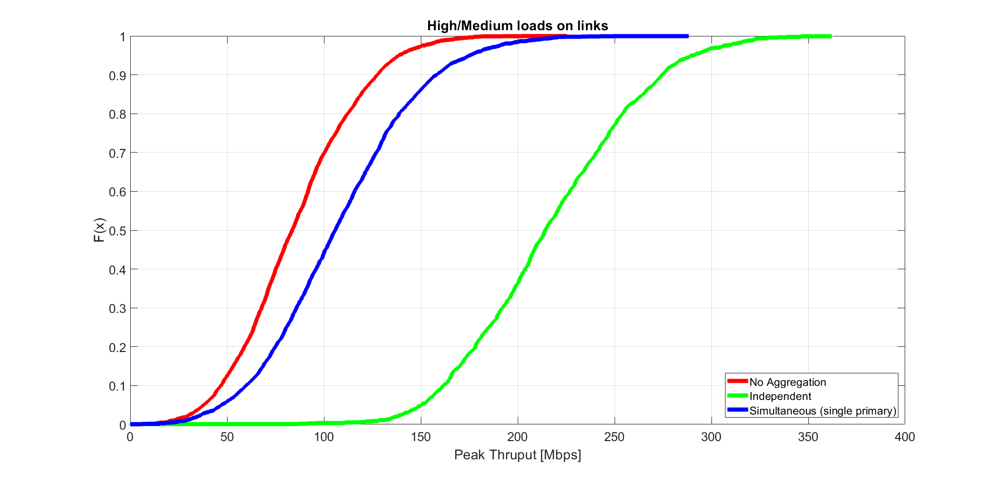 High/Medium loads on links
1
0.9
0.8
0.7
0.6
0.5
0.4
0.3
0.2
0.1
0
F(x)
0 50 100 150 200 250 300 350 400
Peak Thruput [Mbps]
No Aggregation
Independent
Simultaneous (single primary)